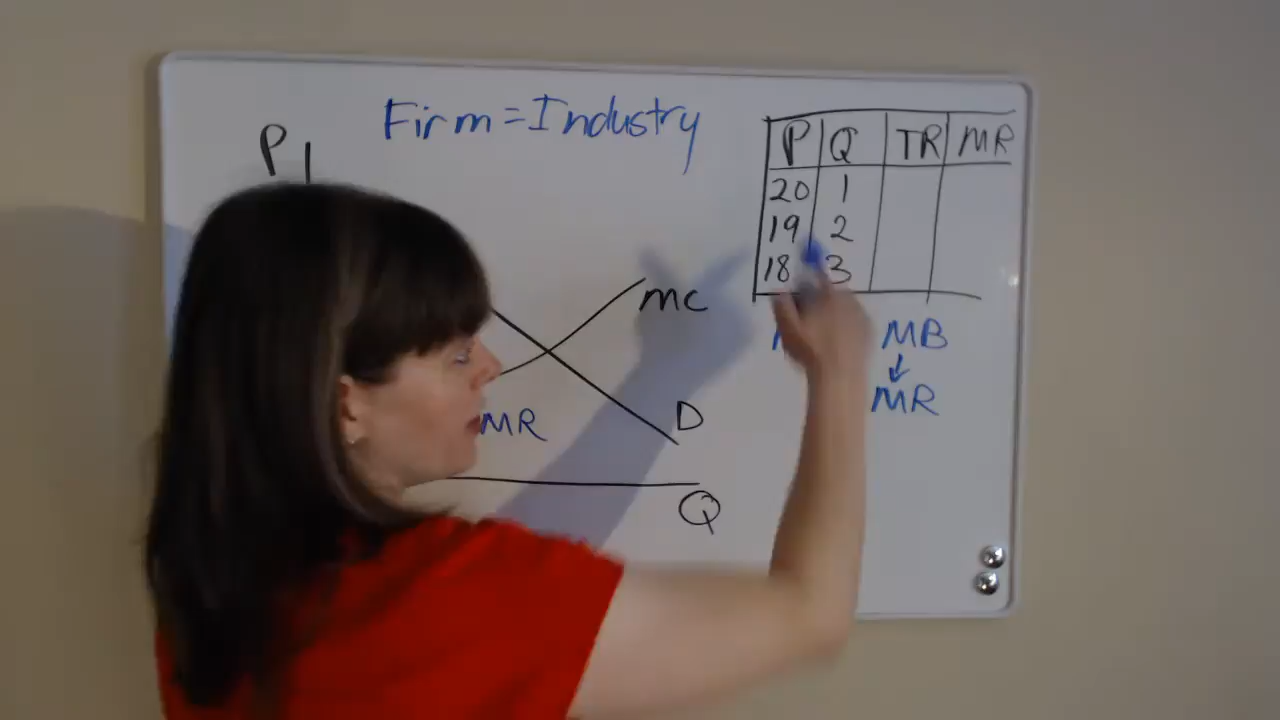 Firm = Industry
P
mc
MR
D
Q
P Q TR MR
20 1
19 2
18 3
MB
↓
MR